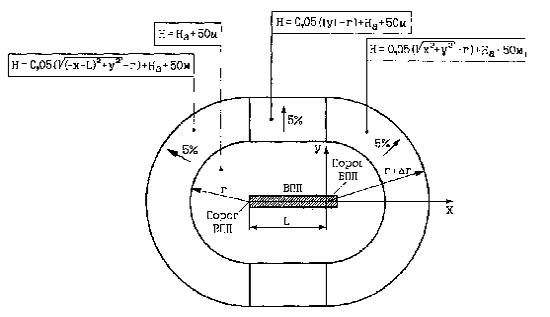 H=0,05(|y|-r)+Hа+50м
H=Hа+50м
H=0,05(√x²+y²-r)+Hа+50м
H=0,05(√(-x-L)²+y²-r)+Hа+50м
5%
5%
5%
y
Порог
ВПП
ВПП
r
r+Δr
x
Порог
ВПП
L